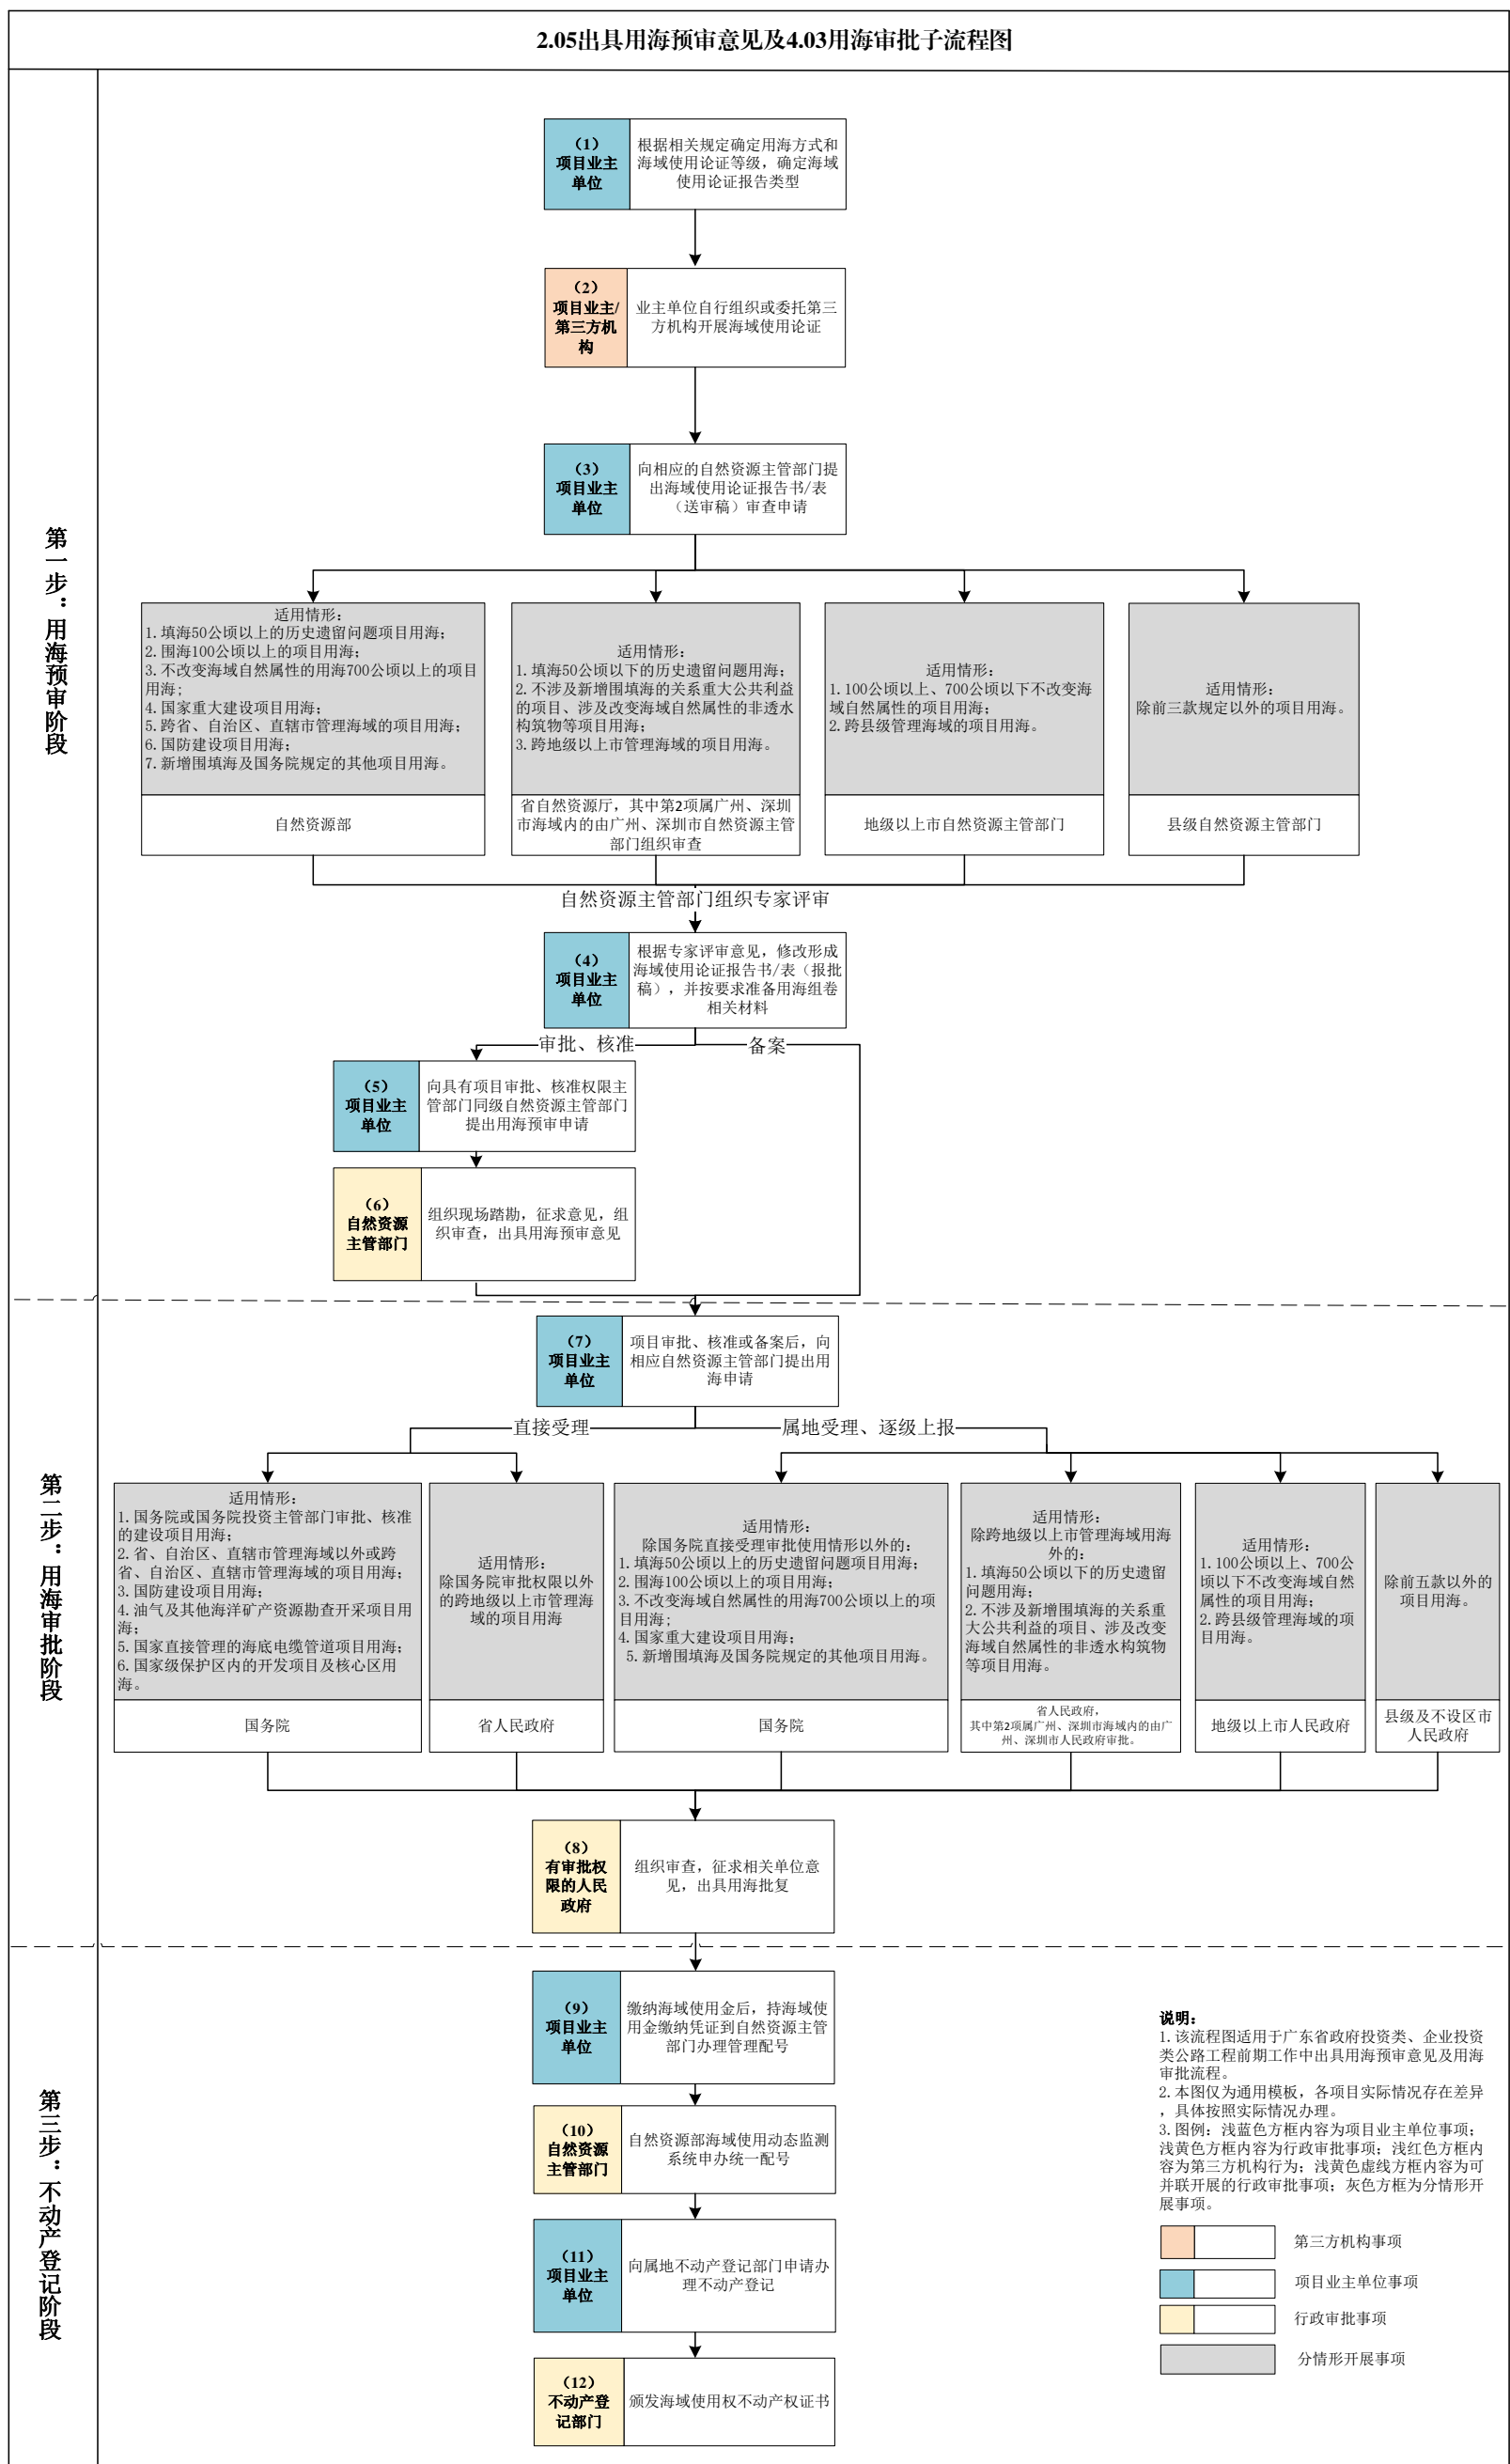 2.05出具用海预审意见及4.03用海审批子流程图
第一步：用海预审阶段
（1）
项目业主
单位
根据相关规定确定用海方式和
海域使用论证等级，确定海域
使用论证报告类型
（2）
项目业主/
第三方机
构
业主单位自行组织或委托第三
方机构开展海域使用论证
（3）
项目业主
单位
向相应的自然资源主管部门提
出海域使用论证报告书/表
（送审稿）审查申请
适用情形：
1.填海50公顷以上的历史遗留问题项目用海；
2.围海100公顷以上的项目用海；
3.不改变海域自然属性的用海700公顷以上的项目
用海；
4.国家重大建设项目用海；
5.跨省、自治区、直辖市管理海域的项目用海；
6.国防建设项目用海；
7.新增围填海及国务院规定的其他项目用海。
自然资源部
适用情形：
1.填海50公顷以下的历史遗留问题用海；
2.不涉及新增围填海的关系重大公共利益
的项目、涉及改变海域自然属性的非透水
构筑物等项目用海；
3.跨地级以上市管理海域的项目用海。
省自然资源厅，其中第2项属广州、深圳
市海域内的由广州、深圳市自然资源主管
部门组织审查
适用情形：
1.100公顷以上、700公顷以下不改变海
域自然属性的项目用海；
2.跨县级管理海域的项目用海。
地级以上市自然资源主管部门
适用情形：
除前三款规定以外的项目用海。
县级自然资源主管部门
自然资源主管部门组织专家评审
（4）
项目业主
单位
根据专家评审意见，修改形成
海域使用论证报告书/表（报批
稿），并按要求准备用海组卷
相关材料
审批、核准
备案
（5）
项目业主
单位
向具有项目审批、核准权限主
管部门同级自然资源主管部门
提出用海预审申请
（6）
自然资源
主管部门
组织现场踏勘，征求意见，组
织审查，出具用海预审意见
第二步：用海审批阶段
（7）
项目业主
单位
项目审批、核准或备案后，向
相应自然资源主管部门提出用
海申请
直接受理
属地受理、逐级上报
适用情形：
1.国务院或国务院投资主管部门审批、核准
的建设项目用海；
2.省、自治区、直辖市管理海域以外或跨
省、自治区、直辖市管理海域的项目用海；
3.国防建设项目用海；
4.油气及其他海洋矿产资源勘查开采项目用
海；
5.国家直接管理的海底电缆管道项目用海；
6.国家级保护区内的开发项目及核心区用
海。
国务院
适用情形：
除国务院审批权限以外
的跨地级以上市管理海
域的项目用海
省人民政府
适用情形：
除国务院直接受理审批使用情形以外的：
1.填海50公顷以上的历史遗留问题项目用海；
2.围海100公顷以上的项目用海；
3.不改变海域自然属性的用海700公顷以上的项
目用海；
4.国家重大建设项目用海；
5.新增围填海及国务院规定的其他项目用海。
国务院
适用情形：
除跨地级以上市管理海域用海
外的：
1.填海50公顷以下的历史遗留
问题用海；
2.不涉及新增围填海的关系重
大公共利益的项目、涉及改变
海域自然属性的非透水构筑物
等项目用海。
省人民政府，
其中第2项属广州、深圳市海域内的由广
州、深圳市人民政府审批。
适用情形：
1.100公顷以上、700公
顷以下不改变海域自然
属性的项目用海；
2.跨县级管理海域的项
目用海。
地级以上市人民政府
除前五款以外的
项目用海。
县级及不设区市
人民政府
（8）
有审批权
限的人民
政府
组织审查，征求相关单位意
见，出具用海批复
第三步：不动产登记阶段
（9）
项目业主
单位
缴纳海域使用金后，持海域使
用金缴纳凭证到自然资源主管
部门办理管理配号
（10）
自然资源
主管部门
自然资源部海域使用动态监测
系统申办统一配号
（11）
项目业主
单位
向属地不动产登记部门申请办
理不动产登记
（12）
不动产登
记部门
颁发海域使用权不动产权证书
说明：
1.该流程图适用于广东省政府投资类、企业投资
类公路工程前期工作中出具用海预审意见及用海
审批流程。
2.本图仅为通用模板，各项目实际情况存在差异
，具体按照实际情况办理。
3.图例：浅蓝色方框内容为项目业主单位事项；
浅黄色方框内容为行政审批事项；浅红色方框内
容为第三方机构行为；浅黄色虚线方框内容为可
并联开展的行政审批事项；灰色方框为分情形开
展事项。
第三方机构事项
项目业主单位事项
行政审批事项
分情形开展事项